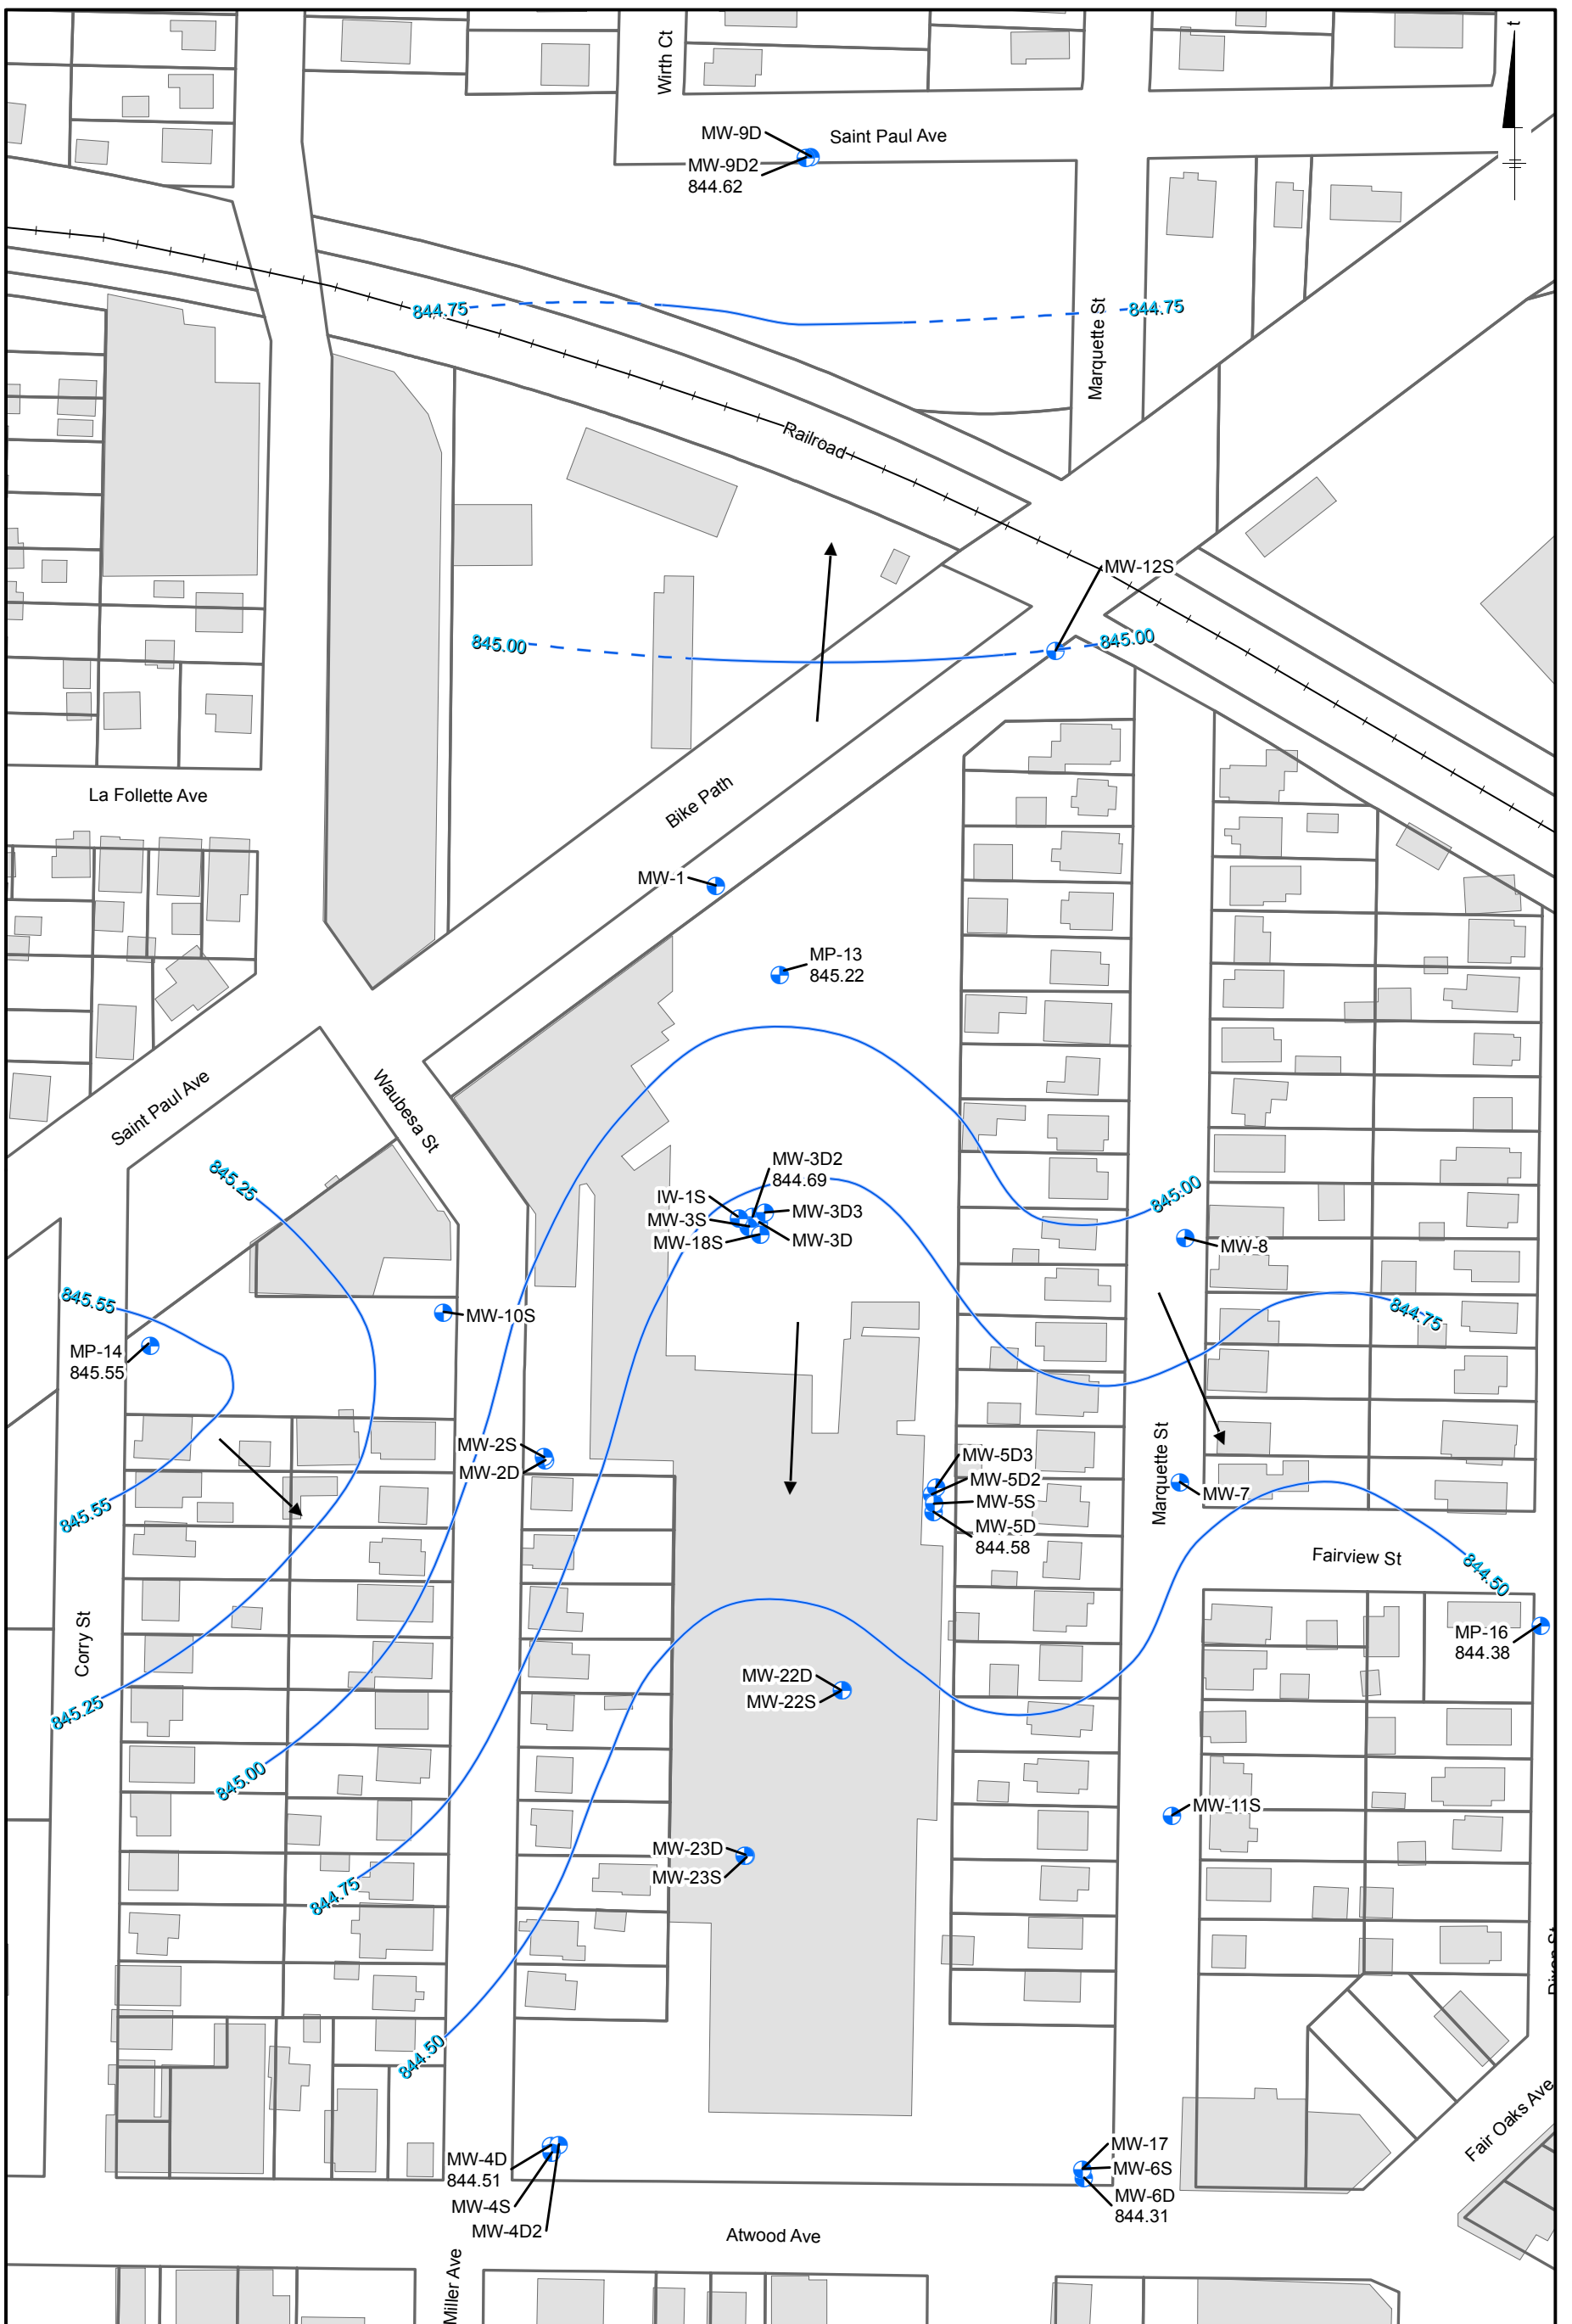 t
Wirth Ct
MW-9D
Saint Paul Ave
MW-9D2
844.62
844.75
844.75
Marquette St
Railroad
MW-12S
845.00
845.00
La Follette Ave
Bike Path
MW-1
MP-13
845.22
Saint Paul Ave
Waubesa St
845.25
MW-3D2
844.69
IW-1S
MW-3S
MW-18S
MW-3D3
MW-3D
845.00
MW-8
845.55
MW-10S
844.75
MP-14
845.55
MW-2S
MW-2D
MW-5D3
MW-5D2
MW-5S
MW-5D
844.58
Marquette St
MW-7
845.55
Fairview St
844.50
Corry St
MP-16
844.38
MW-22D
MW-22S
845.25
845.00
MW-11S
MW-23D
MW-23S
844.75
844.50
Fair Oaks Ave
MW-4D
844.51
MW-4S
MW-4D2
MW-17
MW-6S
MW-6D
844.31
Atwood Ave
Miller Ave